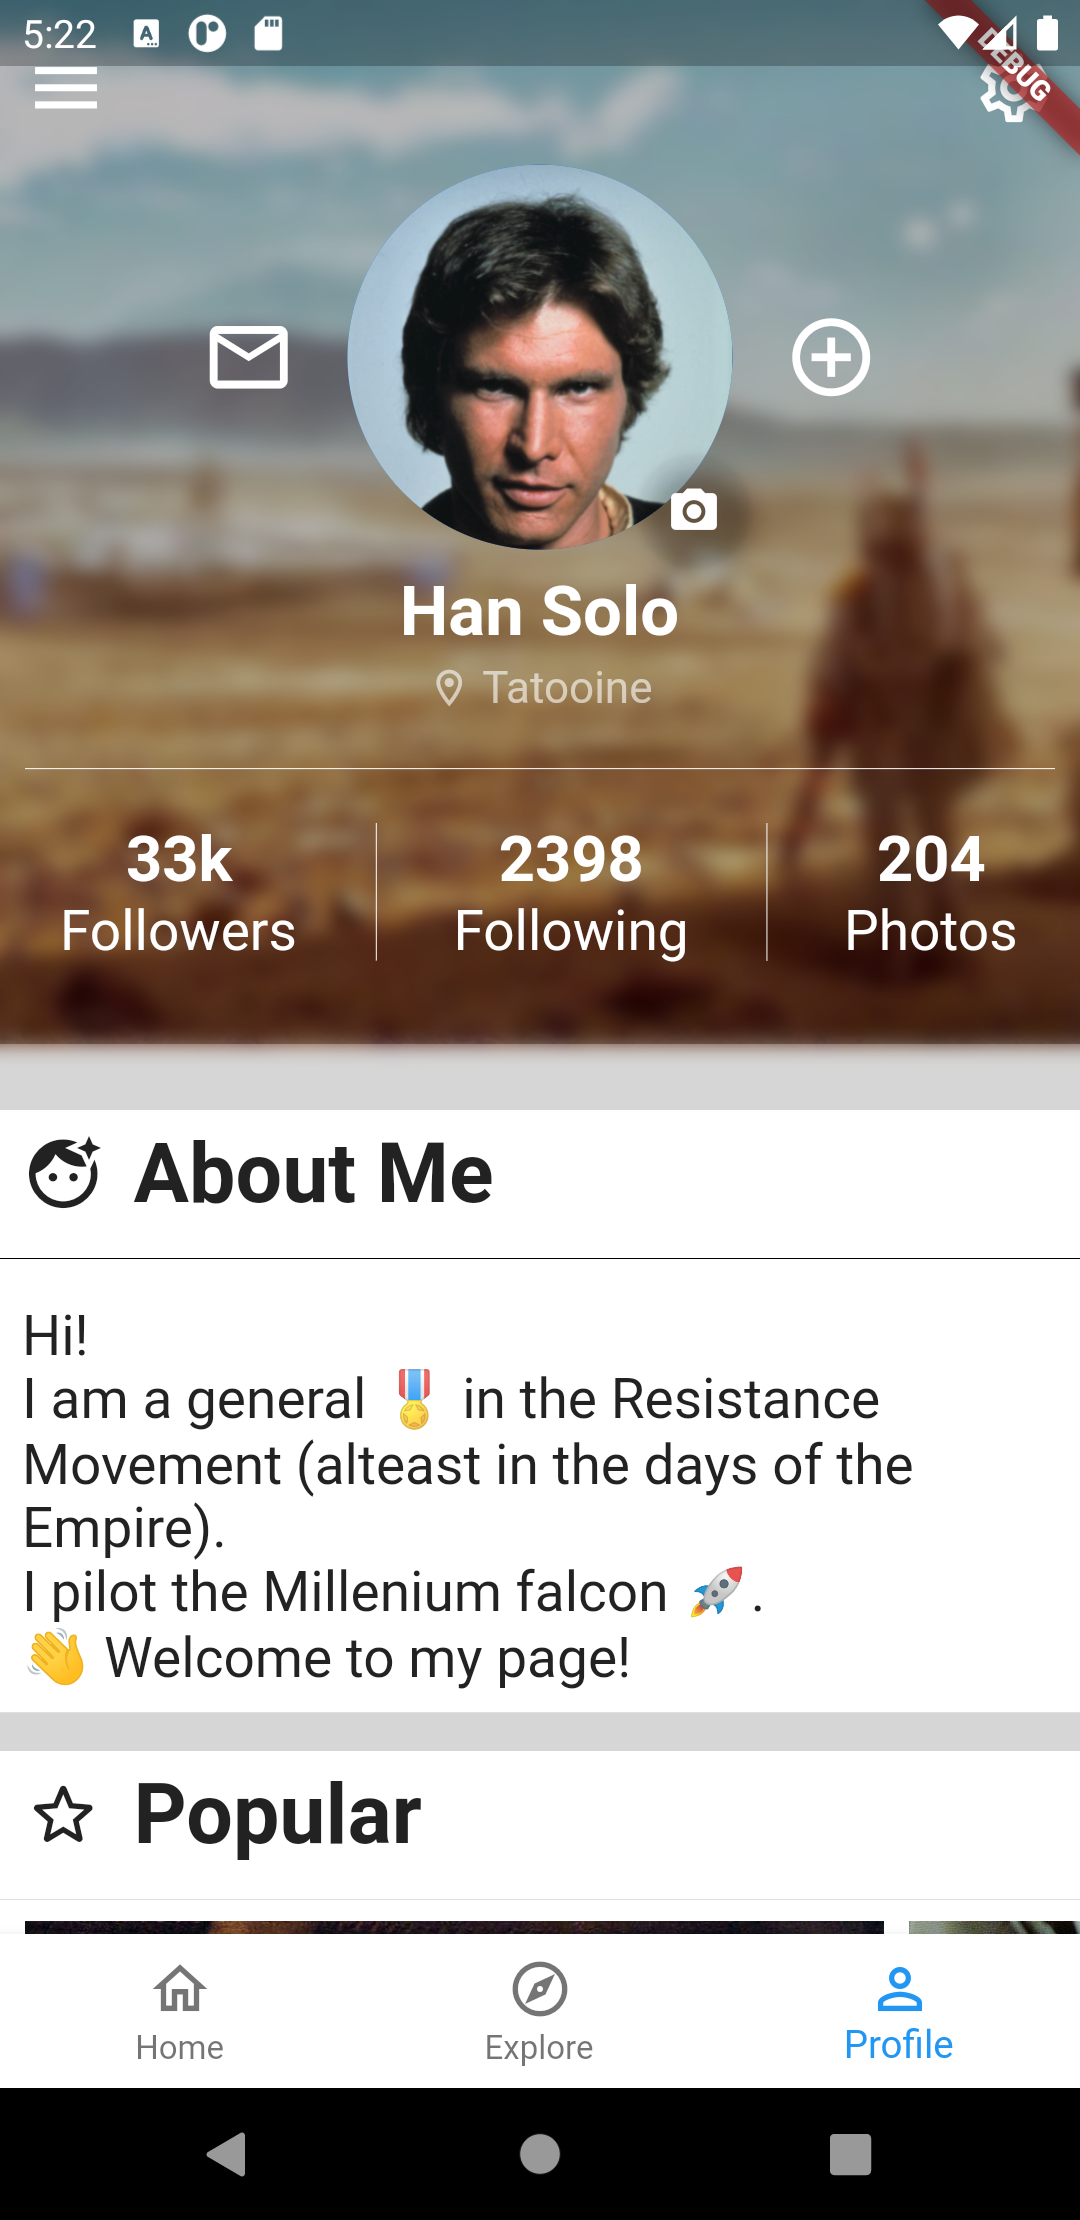 5:22
DEBUG
Han Solo
Tatooine
33k 2398 204
Followers Following Photos
About Me
Hi!
I am a general 🎖️ in the Resistance
Movement (alteast in the days of the
Empire).
I pilot the Millenium falcon 🚀.
👋 Welcome to my page!
Popular
Home Explore Profile